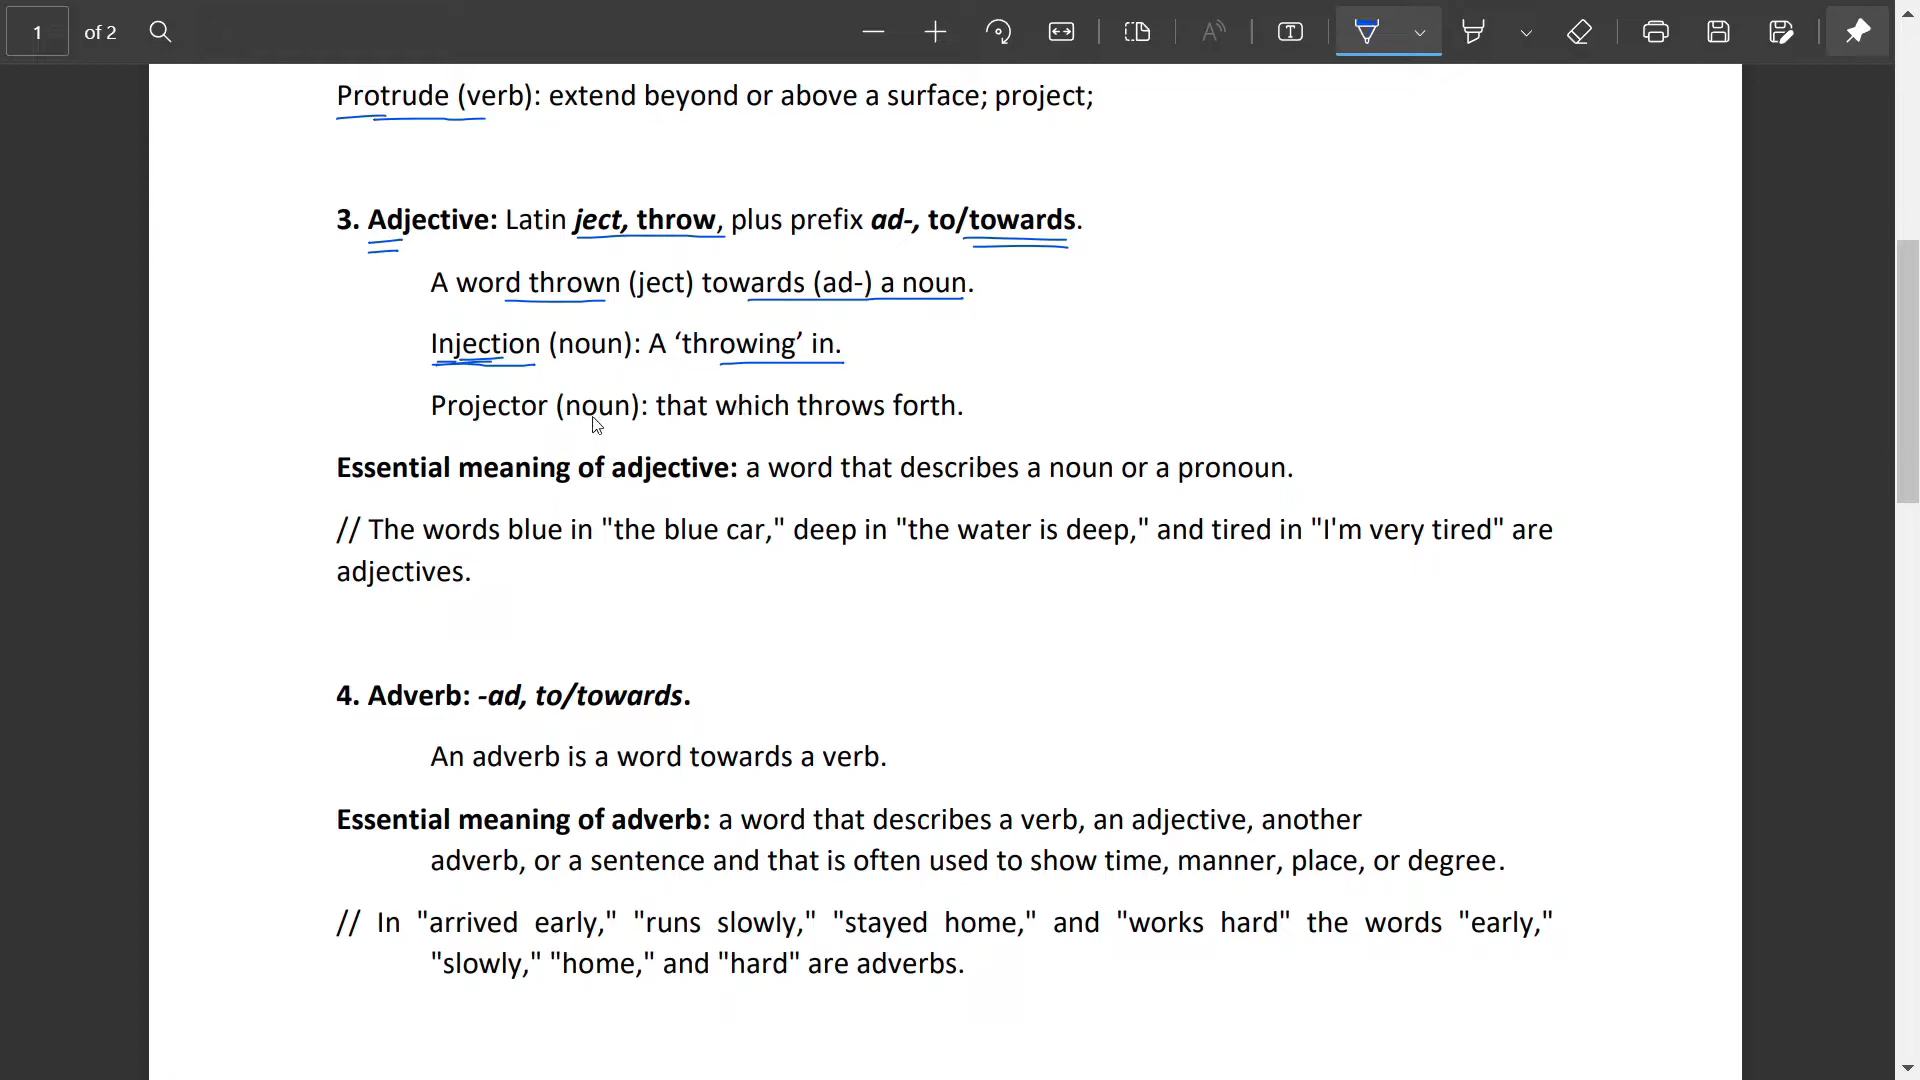 1 of 2
Protrude (verb): extend beyond or above a surface; project;
3. Adjective: Latin ject, throw, plus prefix ad-, to/towards.
A word thrown (ject) towards (ad-) a noun.
Injection (noun): A ‘throwing’ in.
Projector (noun): that which throws forth.
Essential meaning of adjective: a word that describes a noun or a pronoun.
// The words blue in "the blue car," deep in "the water is deep," and tired in "I'm very tired" are
adjectives.
4. Adverb: -ad, to/towards.
An adverb is a word towards a verb.
Essential meaning of adverb: a word that describes a verb, an adjective, another
adverb, or a sentence and that is often used to show time, manner, place, or degree.
// In "arrived early," "runs slowly," "stayed home," and "works hard" the words "early,"
"slowly," "home," and "hard" are adverbs.